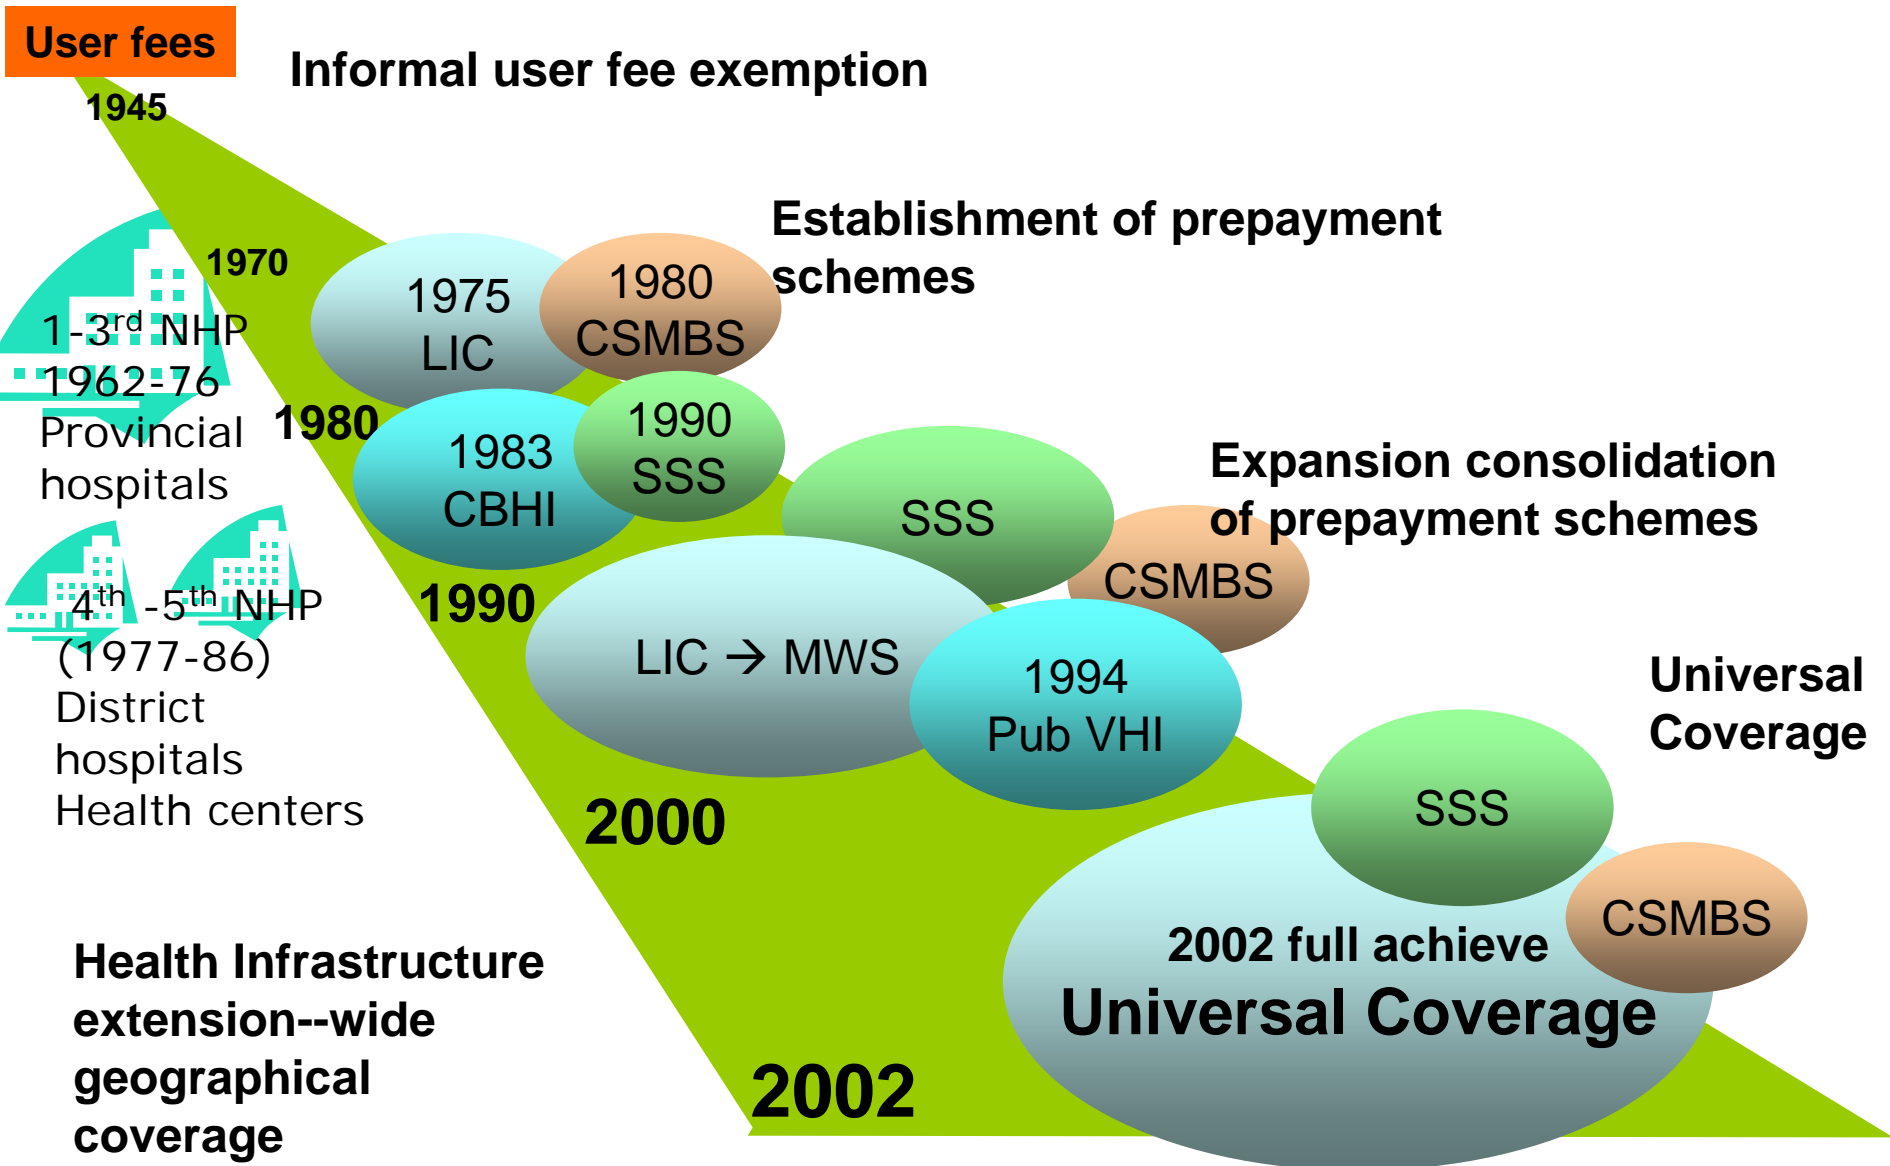 User fees
Informal user fee exemption
1945
Establishment of prepayment
schemes
1970
1975
LIC
1980
CSMBS
1-3rd NHP
1962-76
Provincial
hospitals
1980
1983
CBHI
1990
SSS
SSS
Expansion consolidation
of prepayment schemes
CSMBS
4th -5th NHP
(1977-86)
District
hospitals
Health centers
1990
LIC → MWS
1994
Pub VHI
Universal
Coverage
2000
SSS
CSMBS
2002 full achieve
Universal Coverage
Health Infrastructure
extension--wide
geographical
coverage
2002